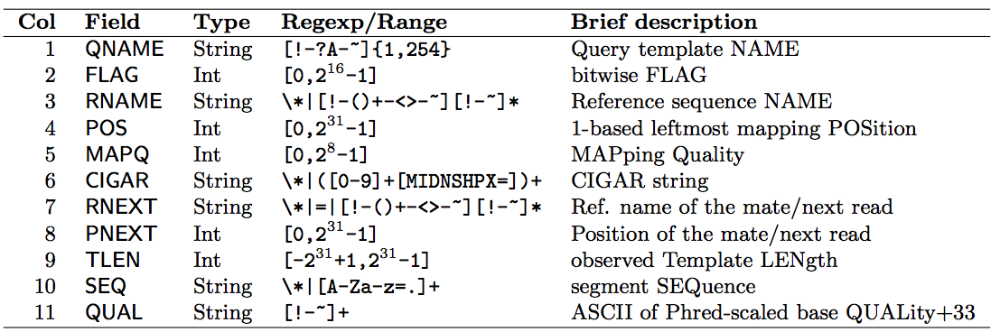 Col Field Type Regexp/Range Brief description
1 QNAME String [!-?A-~]{1,254} Query template NAME
2 FLAG Int [0,2^16-1] bitwise FLAG
3 RNAME String \*|[!-()+-<>-~][!-~]* Reference sequence NAME
4 POS Int [0,2^31-1] 1-based leftmost mapping POSition
5 MAPQ Int [0,2^8-1] MAPping Quality
6 CIGAR String \*|([0-9]+[MIDNSHPX=])+ CIGAR string
7 RNEXT String \*|=|[!-()+-<>-~][!-~]* Ref. name of the mate/next read
8 PNEXT Int [0,2^31-1] Position of the mate/next read
9 TLEN Int [-2^31+1,2^31-1] observed Template LENgth
10 SEQ String \*|[A-Za-z=.]+ segment SEQuence
11 QUAL String [!-~]+ ASCII of Phred-scaled base QUALity+33